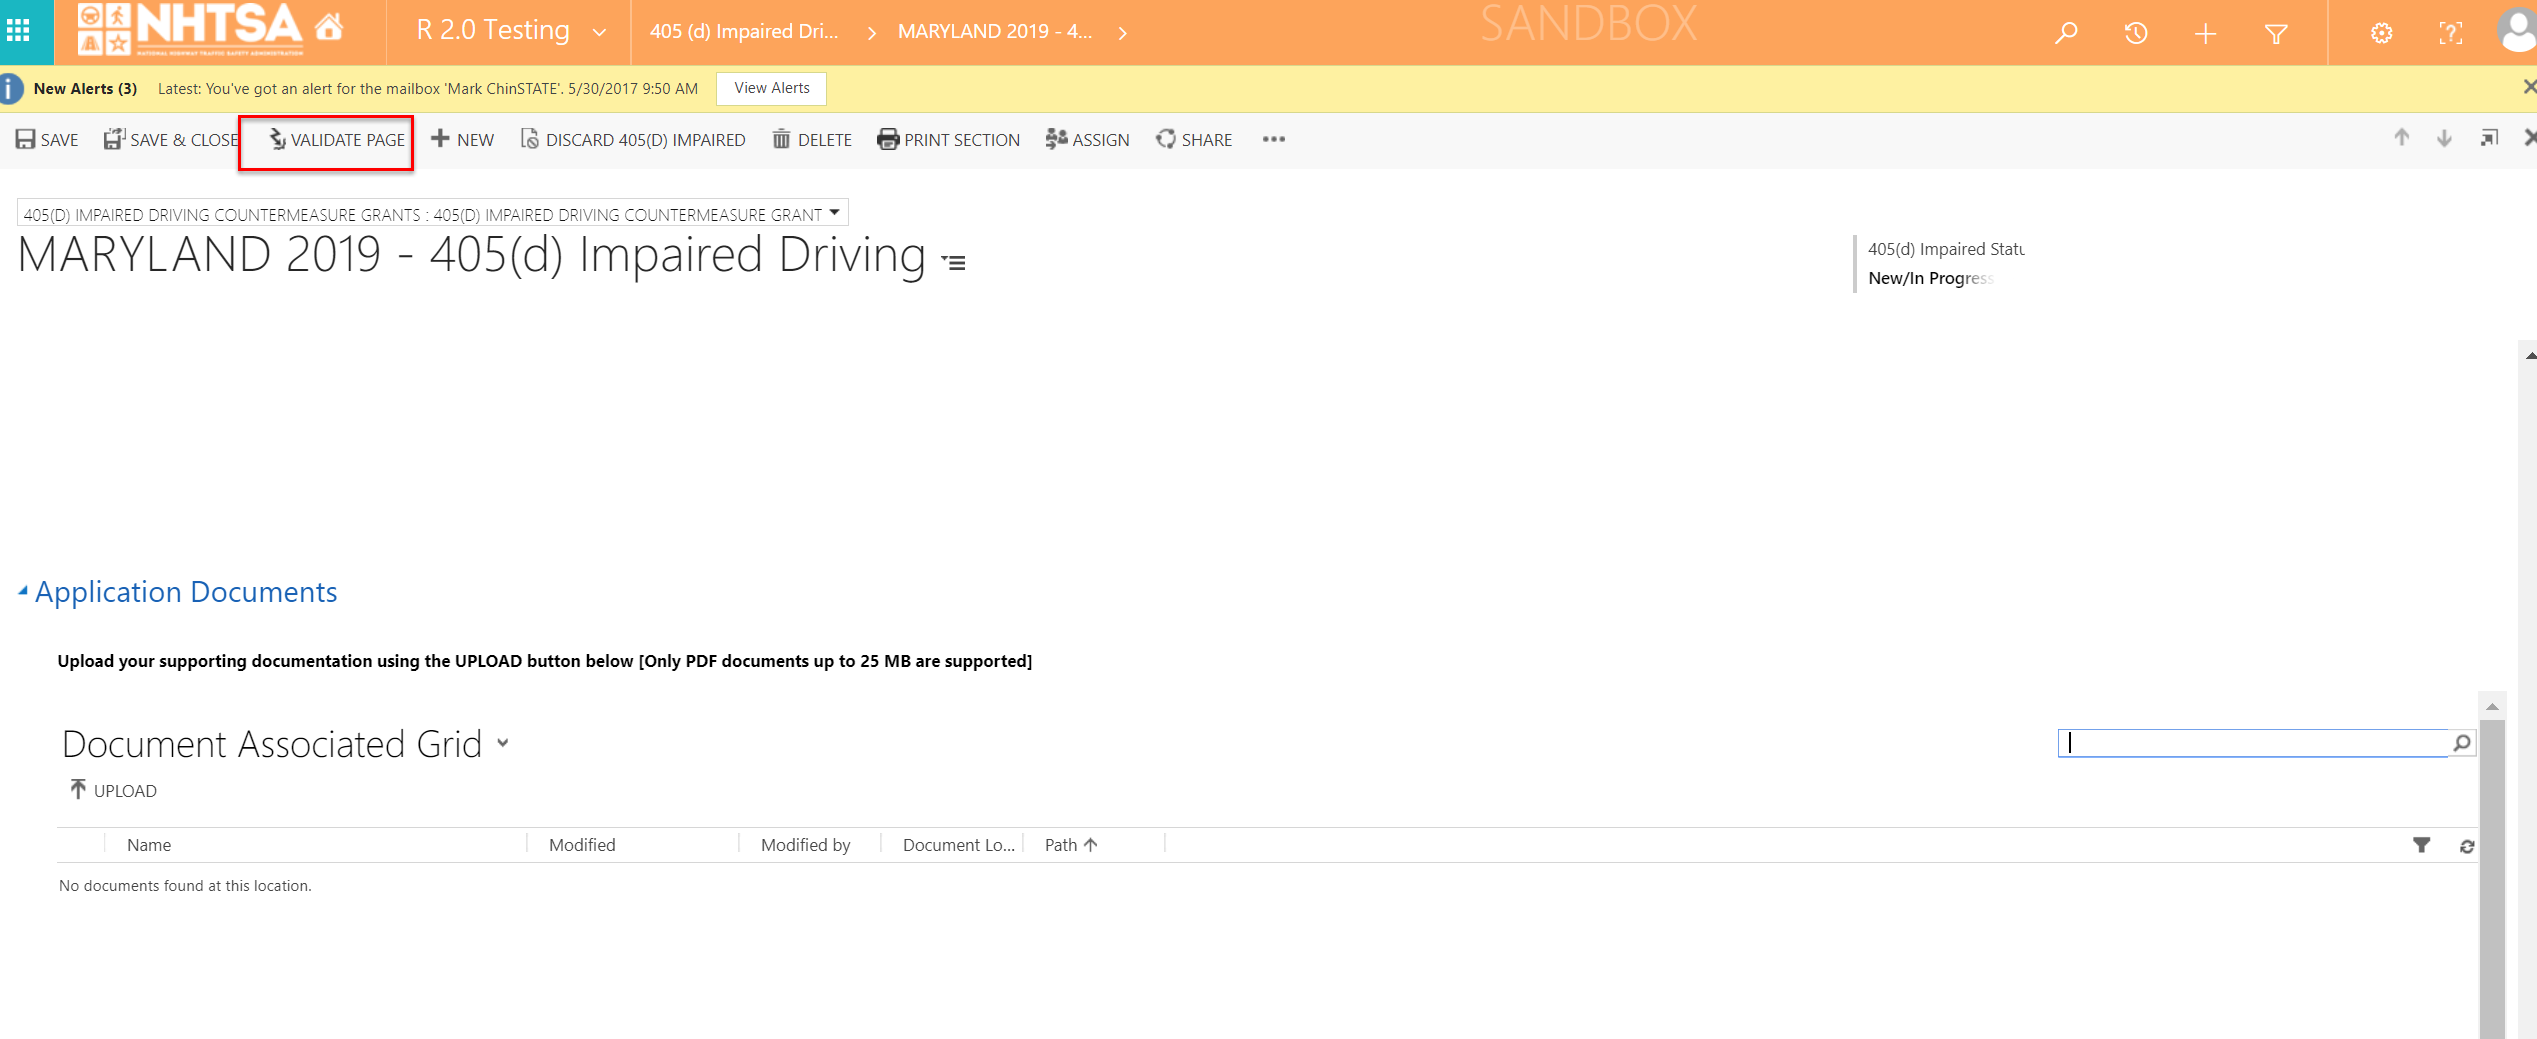 NHTSA
NATIONAL HIGHWAY TRAFFIC SAFETY ADMINISTRATION
R 2.0 Testing
405 (d) Impaired Dri...
MARYLAND 2019 - 4...
SANDBOX
New Alerts (3) Latest: You've got an alert for the mailbox 'Mark ChinSTATE'. 5/30/2017 9:50 AM View Alerts
SAVE SAVE & CLOSE VALIDATE PAGE NEW DISCARD 405(D) IMPAIRED DELETE PRINT SECTION ASSIGN SHARE
405(D) IMPAIRED DRIVING COUNTERMEASURE GRANTS : 405(D) IMPAIRED DRIVING COUNTERMEASURE GRANT
MARYLAND 2019 - 405(d) Impaired Driving
405(d) Impaired Statu
New/In Progress
Application Documents
Upload your supporting documentation using the UPLOAD button below [Only PDF documents up to 25 MB are supported]
Document Associated Grid
UPLOAD
Name Modified Modified by Document Lo... Path
No documents found at this location.